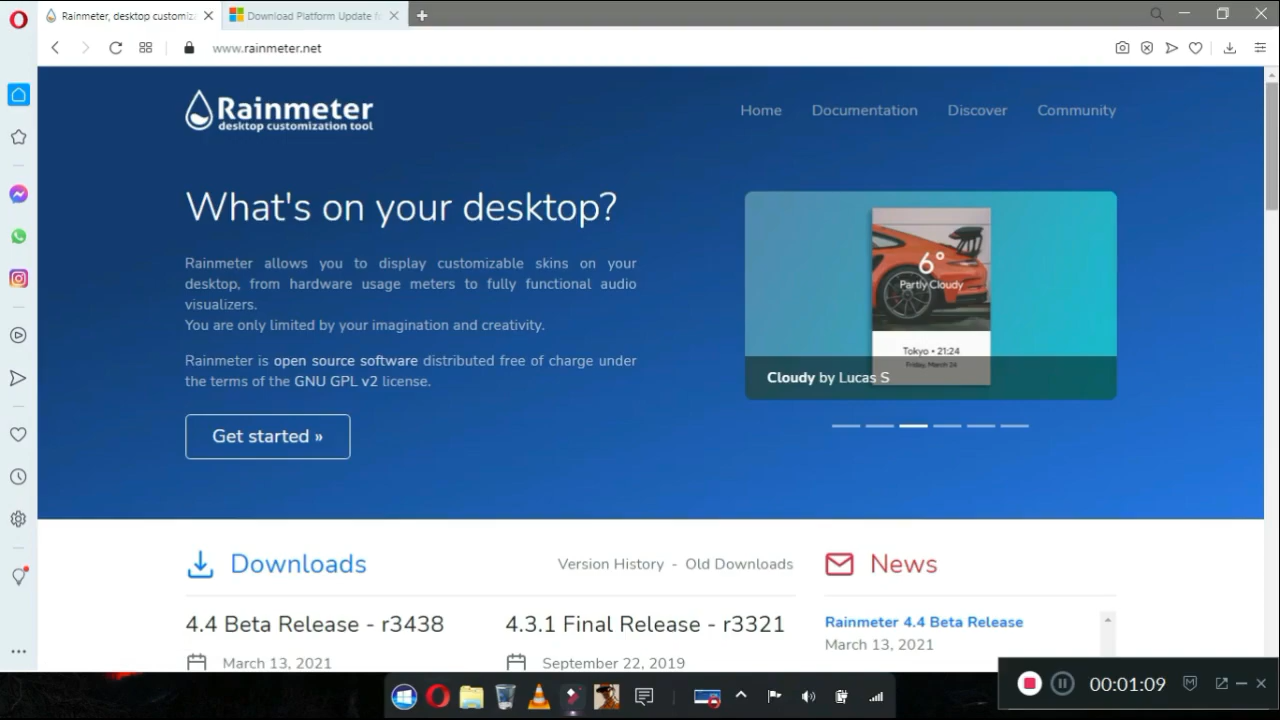 Rainmeter, desktop customiz
Download Platform Update f
www.rainmeter.net
Rainmeter
desktop customization tool
Home
Documentation
Discover
Community
What's on your desktop?
Rainmeter allows you to display customizable skins on your
desktop, from hardware usage meters to fully functional audio
visualizers.
You are only limited by your imagination and creativity.
Rainmeter is open source software distributed free of charge under
the terms of the GNU GPL v2 license.
Get started »
6°
Partly Cloudy
Tokyo • 21:24
Friday, March 24
Cloudy by Lucas S
Downloads
Version History - Old Downloads
News
4.4 Beta Release - r3438
4.3.1 Final Release - r3321
Rainmeter 4.4 Beta Release
March 13, 2021
March 13, 2021
September 22, 2019
00:01:09